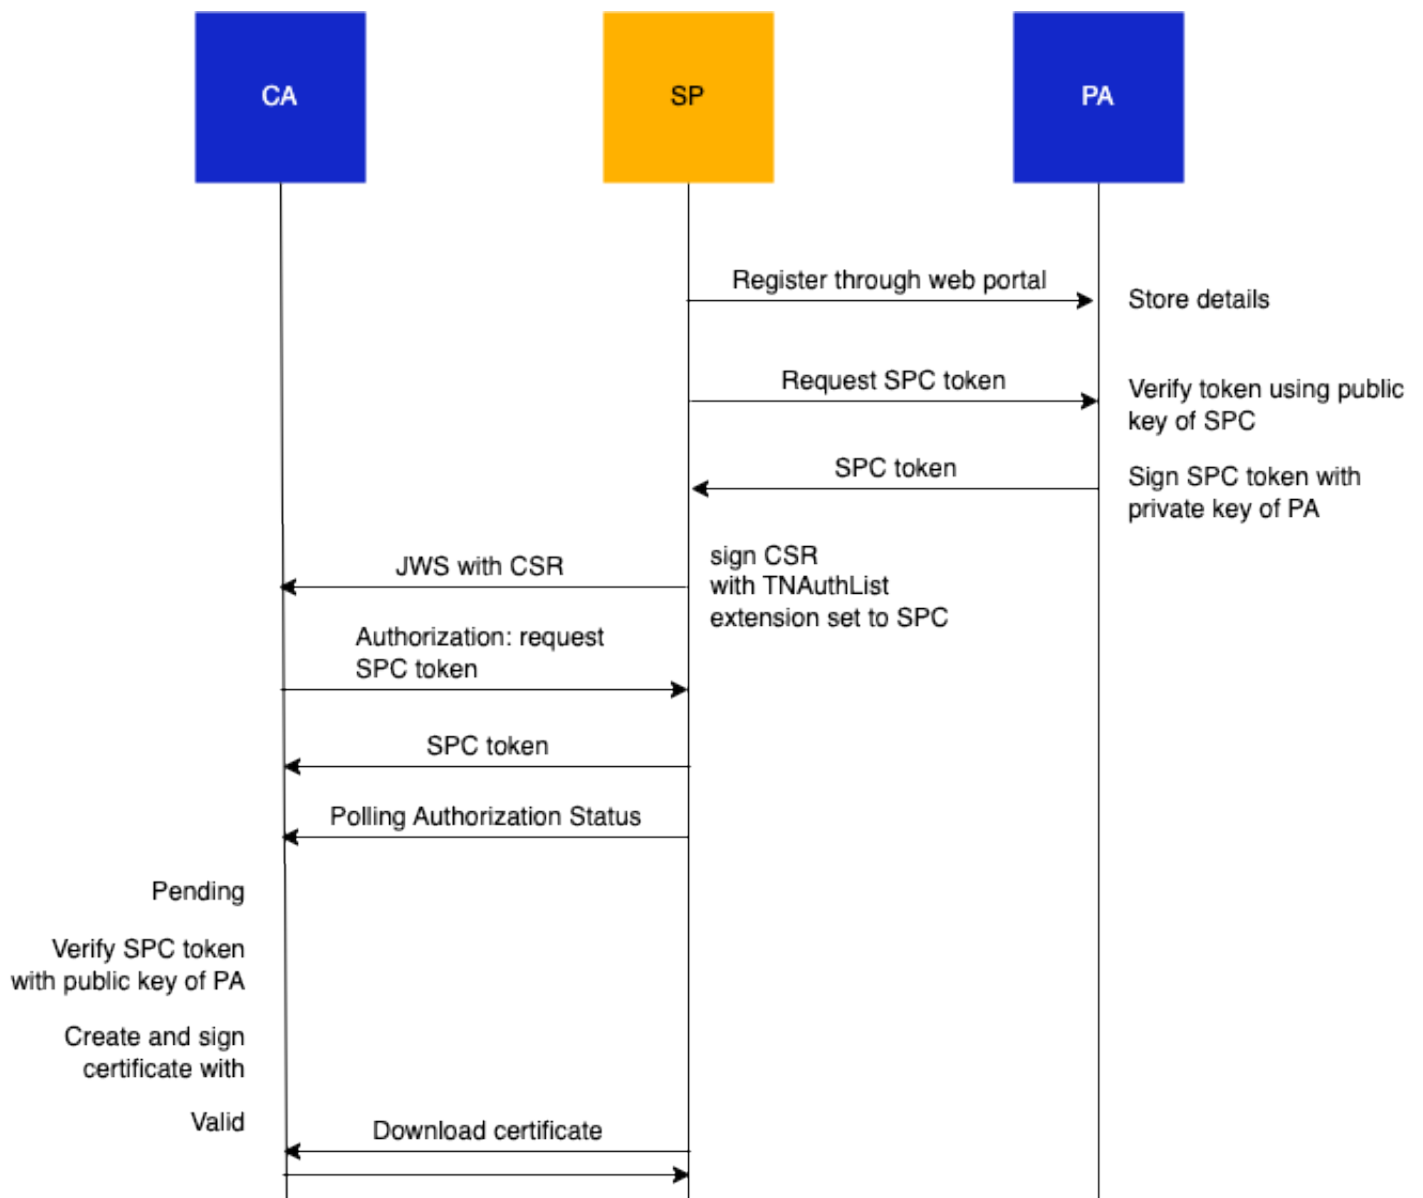 CA
SP
PA
Register through web portal
Store details
Request SPC token
Verify token using public
key of SPC
SPC token
Sign SPC token with
private key of PA
JWS with CSR
sign CSR
with TNAuthList
extension set to SPC
Authorization: request
SPC token
SPC token
Polling Authorization Status
Pending
Verify SPC token
with public key of PA
Create and sign
certificate with
Valid
Download certificate